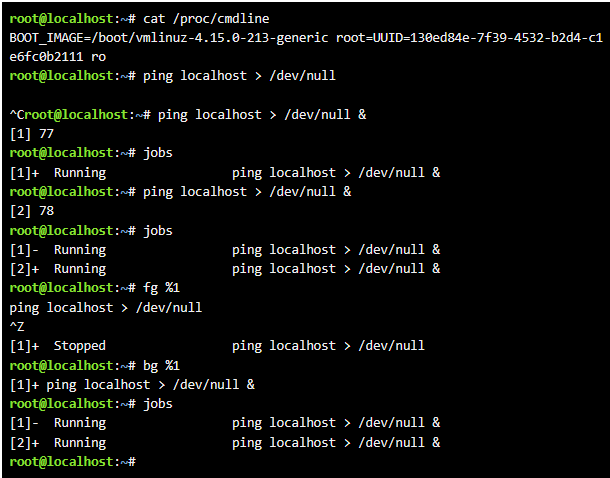 root@localhost:~# cat /proc/cmdline
BOOT_IMAGE=/boot/vmlinuz-4.15.0-213-generic root=UUID=130ed84e-7f39-4532-b2d4-c1
e6fc0b2111 ro
root@localhost:~# ping localhost > /dev/null
^Croot@localhost:~# ping localhost > /dev/null &
[1] 77
root@localhost:~# jobs
[1]+  Running                 ping localhost > /dev/null &
root@localhost:~# ping localhost > /dev/null &
[2] 78
root@localhost:~# jobs
[1]-  Running                 ping localhost > /dev/null &
[2]+  Running                 ping localhost > /dev/null &
root@localhost:~# fg %1
ping localhost > /dev/null
^Z
[1]+  Stopped                 ping localhost > /dev/null
root@localhost:~# bg %1
[1]+ ping localhost > /dev/null &
root@localhost:~# jobs
[1]-  Running                 ping localhost > /dev/null &
[2]+  Running                 ping localhost > /dev/null &
root@localhost:~#